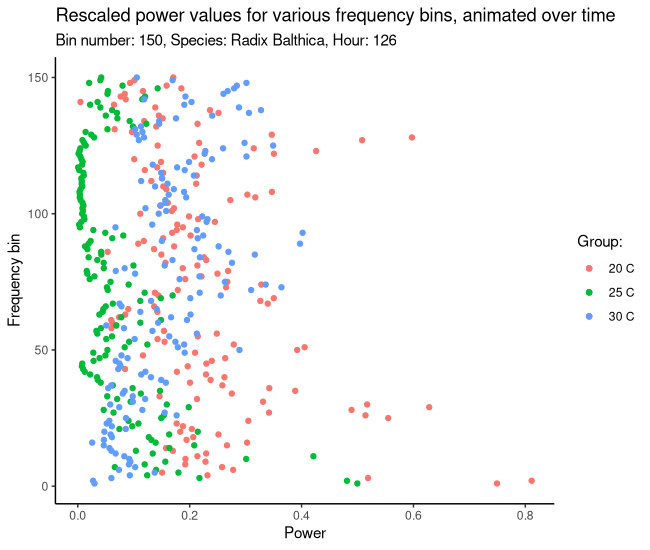 Rescaled power values for various frequency bins, animated over time
Bin number: 150, Species: Radix Balthica, Hour: 126
150
100
50
0
Frequency bin
0.0 0.2 0.4 0.6 0.8
Power
Group:
20 C
25 C
30 C